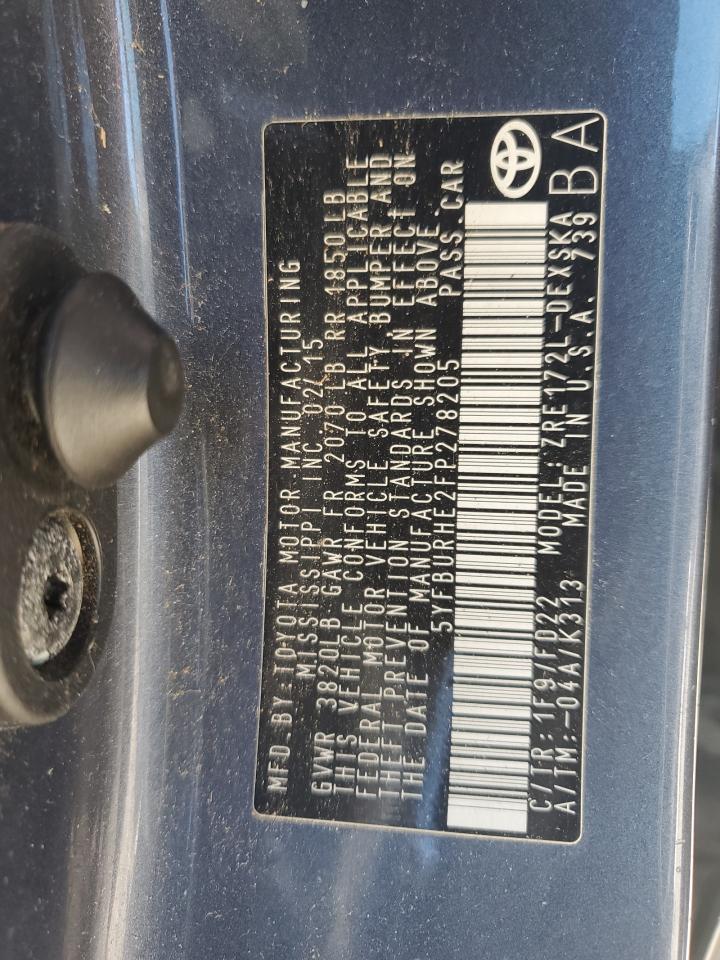 MFD.BY:TOYOTA MOTOR MANUFACTURING
MISSISSIPPI INC 02/15
GVWR 3820LB GAWR FR 2070 LB RR 1850 LB
THIS VEHICLE CONFORMS TO ALL APPLICABLE
FEDERAL MOTOR VEHICLE SAFETY, BUMPER AND
THEFT PREVENTION STANDARDS IN EFFECT ON
THE DATE OF MANUFACTURE SHOWN ABOVE.
5YFBURHE2FP278205 PASS.CAR
C/TR:1F9/FD22 MODEL:ZRE172L-DEXSKA
A/TM:-04A/K313 MADE IN U.S.A. 739
BA